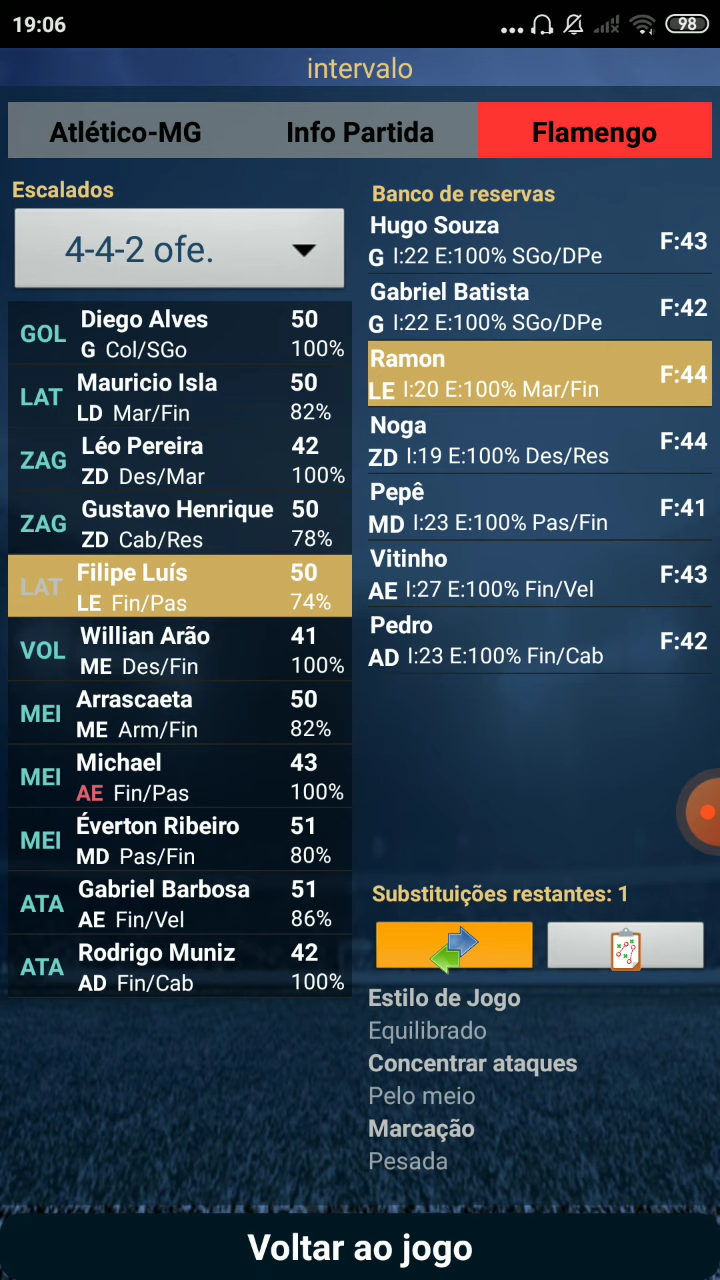 19:06
98
intervalo
Atlético-MG
Info Partida
Flamengo
Escalados
4-4-2 ofe.
GOL Diego Alves 50
G Col/SGo 100%
LAT Mauricio Isla 50
LD Mar/Fin 82%
ZAG Léo Pereira 42
ZD Des/Mar 100%
ZAG Gustavo Henrique 50
ZD Cab/Res 78%
LAT Filipe Luís 50
LE Fin/Pas 74%
VOL Willian Arão 41
ME Des/Fin 100%
MEI Arrascaeta 50
ME Arm/Fin 82%
MEI Michael 43
AE Fin/Pas 100%
MEI Éverton Ribeiro 51
MD Pas/Fin 80%
ATA Gabriel Barbosa 51
AE Fin/Vel 86%
ATA Rodrigo Muniz 42
AD Fin/Cab 100%
Banco de reservas
Hugo Souza F:43
G I:22 E:100% SGo/DPe
Gabriel Batista F:42
G I:22 E:100% SGo/DPe
Ramon F:44
LE I:20 E:100% Mar/Fin
Noga F:44
ZD I:19 E:100% Des/Res
Pepê F:41
MD I:23 E:100% Pas/Fin
Vitinho F:43
AE I:27 E:100% Fin/Vel
Pedro F:42
AD I:23 E:100% Fin/Cab
Substituições restantes: 1
Estilo de Jogo
Equilibrado
Concentrar ataques
Pelo meio
Marcação
Pesada
Voltar ao jogo